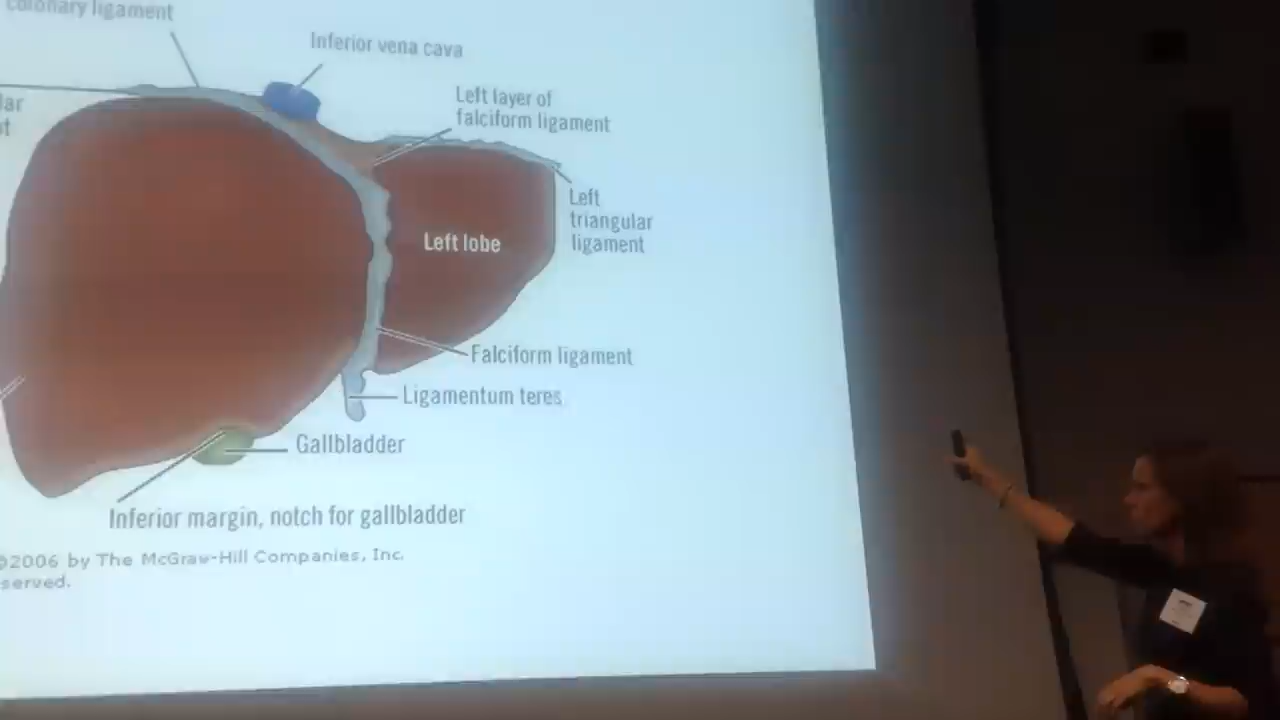 coronary ligament
Inferior vena cava
lar
Left layer of
falciform ligament
Left
triangular
ligament
Left lobe
Falciform ligament
Ligamentum teres
Gallbladder
Inferior margin, notch for gallbladder
©2006 by The McGraw-Hill Companies, Inc.
served.